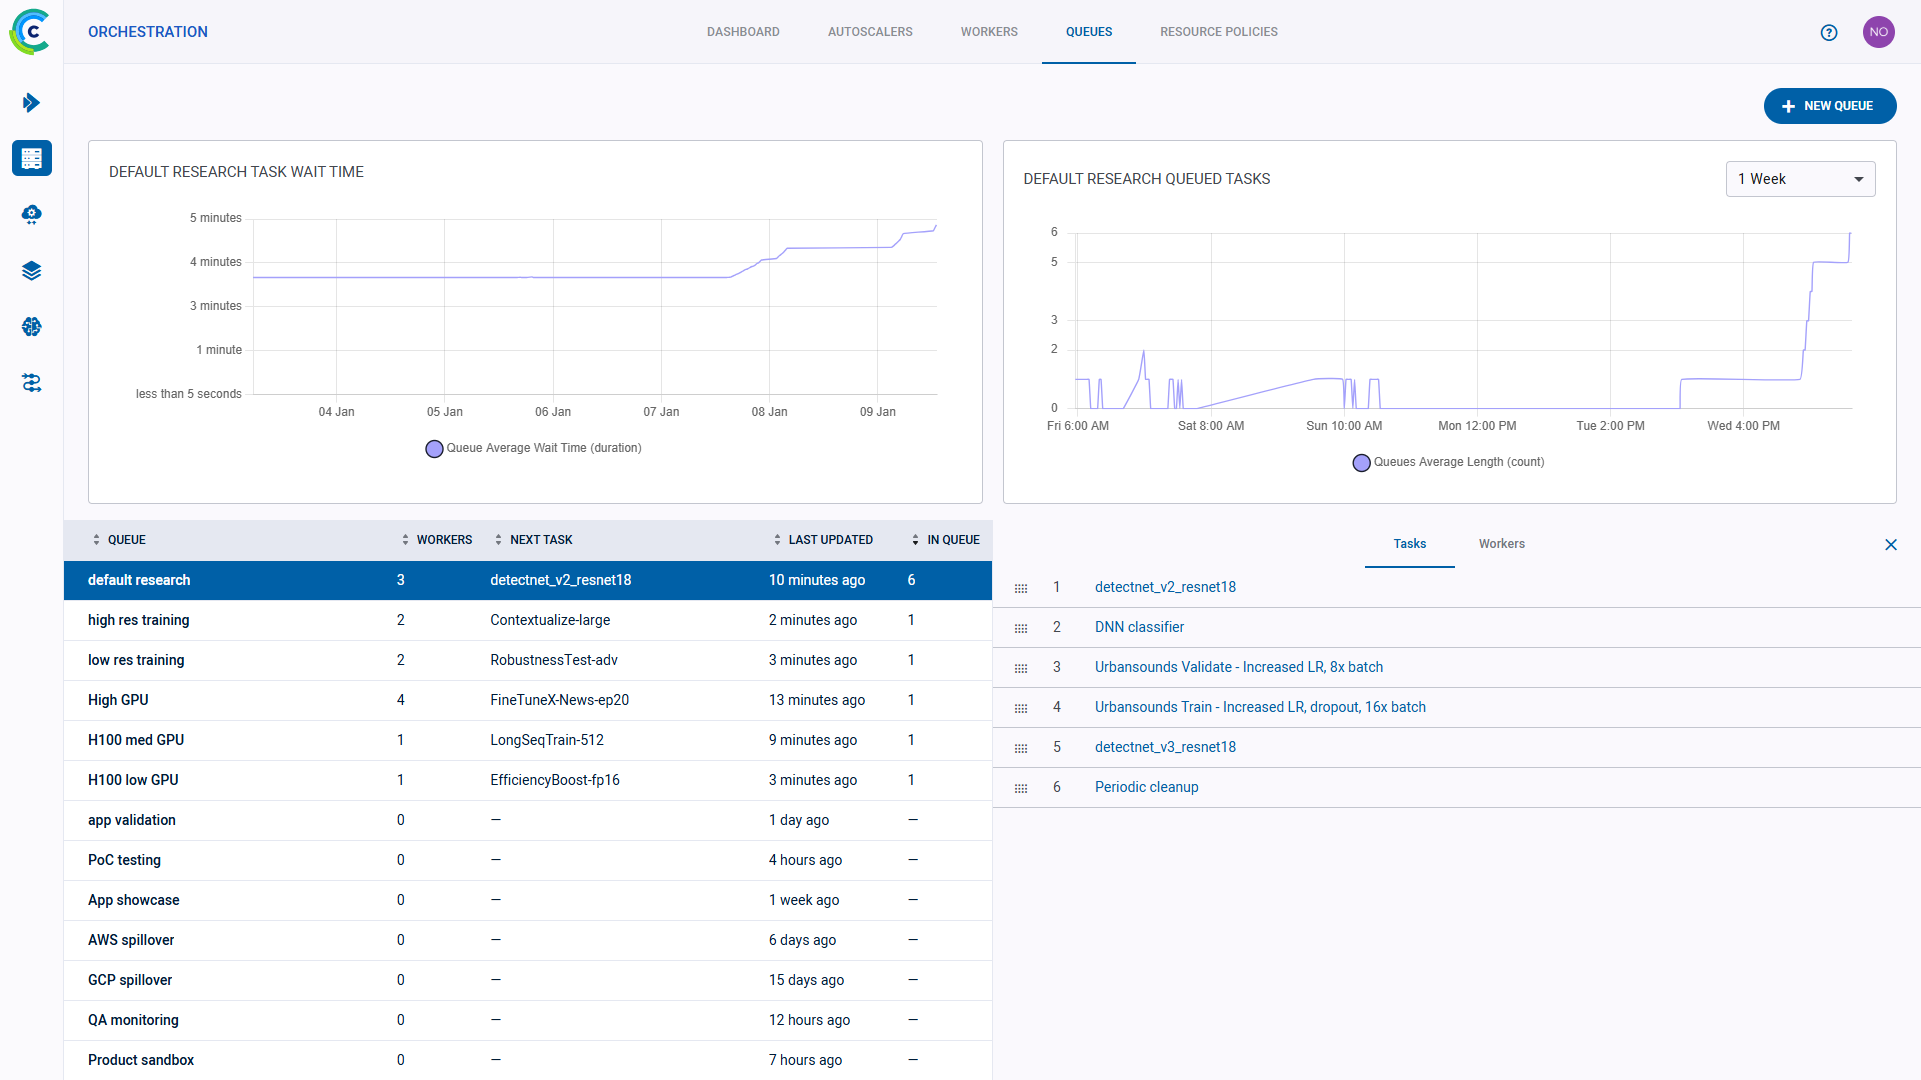 C
ORCHESTRATION
DASHBOARD
AUTOSCALERS
WORKERS
QUEUES
RESOURCE POLICIES
?
NO
NEW QUEUE
DEFAULT RESEARCH TASK WAIT TIME
5 minutes
4 minutes
3 minutes
1 minute
less than 5 seconds
04 Jan
05 Jan
06 Jan
07 Jan
08 Jan
09 Jan
Queue Average Wait Time (duration)
DEFAULT RESEARCH QUEUED TASKS
1 Week
6
5
3
2
0
Fri 6:00 AM
Sat 8:00 AM
Sun 10:00 AM
Mon 12:00 PM
Tue 2:00 PM
Wed 4:00 PM
Queues Average Length (count)
QUEUE WORKERS NEXT TASK LAST UPDATED IN QUEUE
default research 3 detectnet_v2_resnet18 10 minutes ago 6
high res training 2 Contextualize-large 2 minutes ago 1
low res training 2 RobustnessTest-adv 3 minutes ago 1
High GPU 4 FineTuneX-News-ep20 13 minutes ago 1
H100 med GPU 1 LongSeqTrain-512 9 minutes ago 1
H100 low GPU 1 EfficiencyBoost-fp16 3 minutes ago 1
app validation 0 — 1 day ago —
PoC testing 0 — 4 hours ago —
App showcase 0 — 1 week ago —
AWS spillover 0 — 6 days ago —
GCP spillover 0 — 15 days ago —
QA monitoring 0 — 12 hours ago —
Product sandbox 0 — 7 hours ago —
Tasks
Workers
1 detectnet_v2_resnet18
2 DNN classifier
3 Urbansounds Validate - Increased LR, 8x batch
4 Urbansounds Train - Increased LR, dropout, 16x batch
5 detectnet_v3_resnet18
6 Periodic cleanup